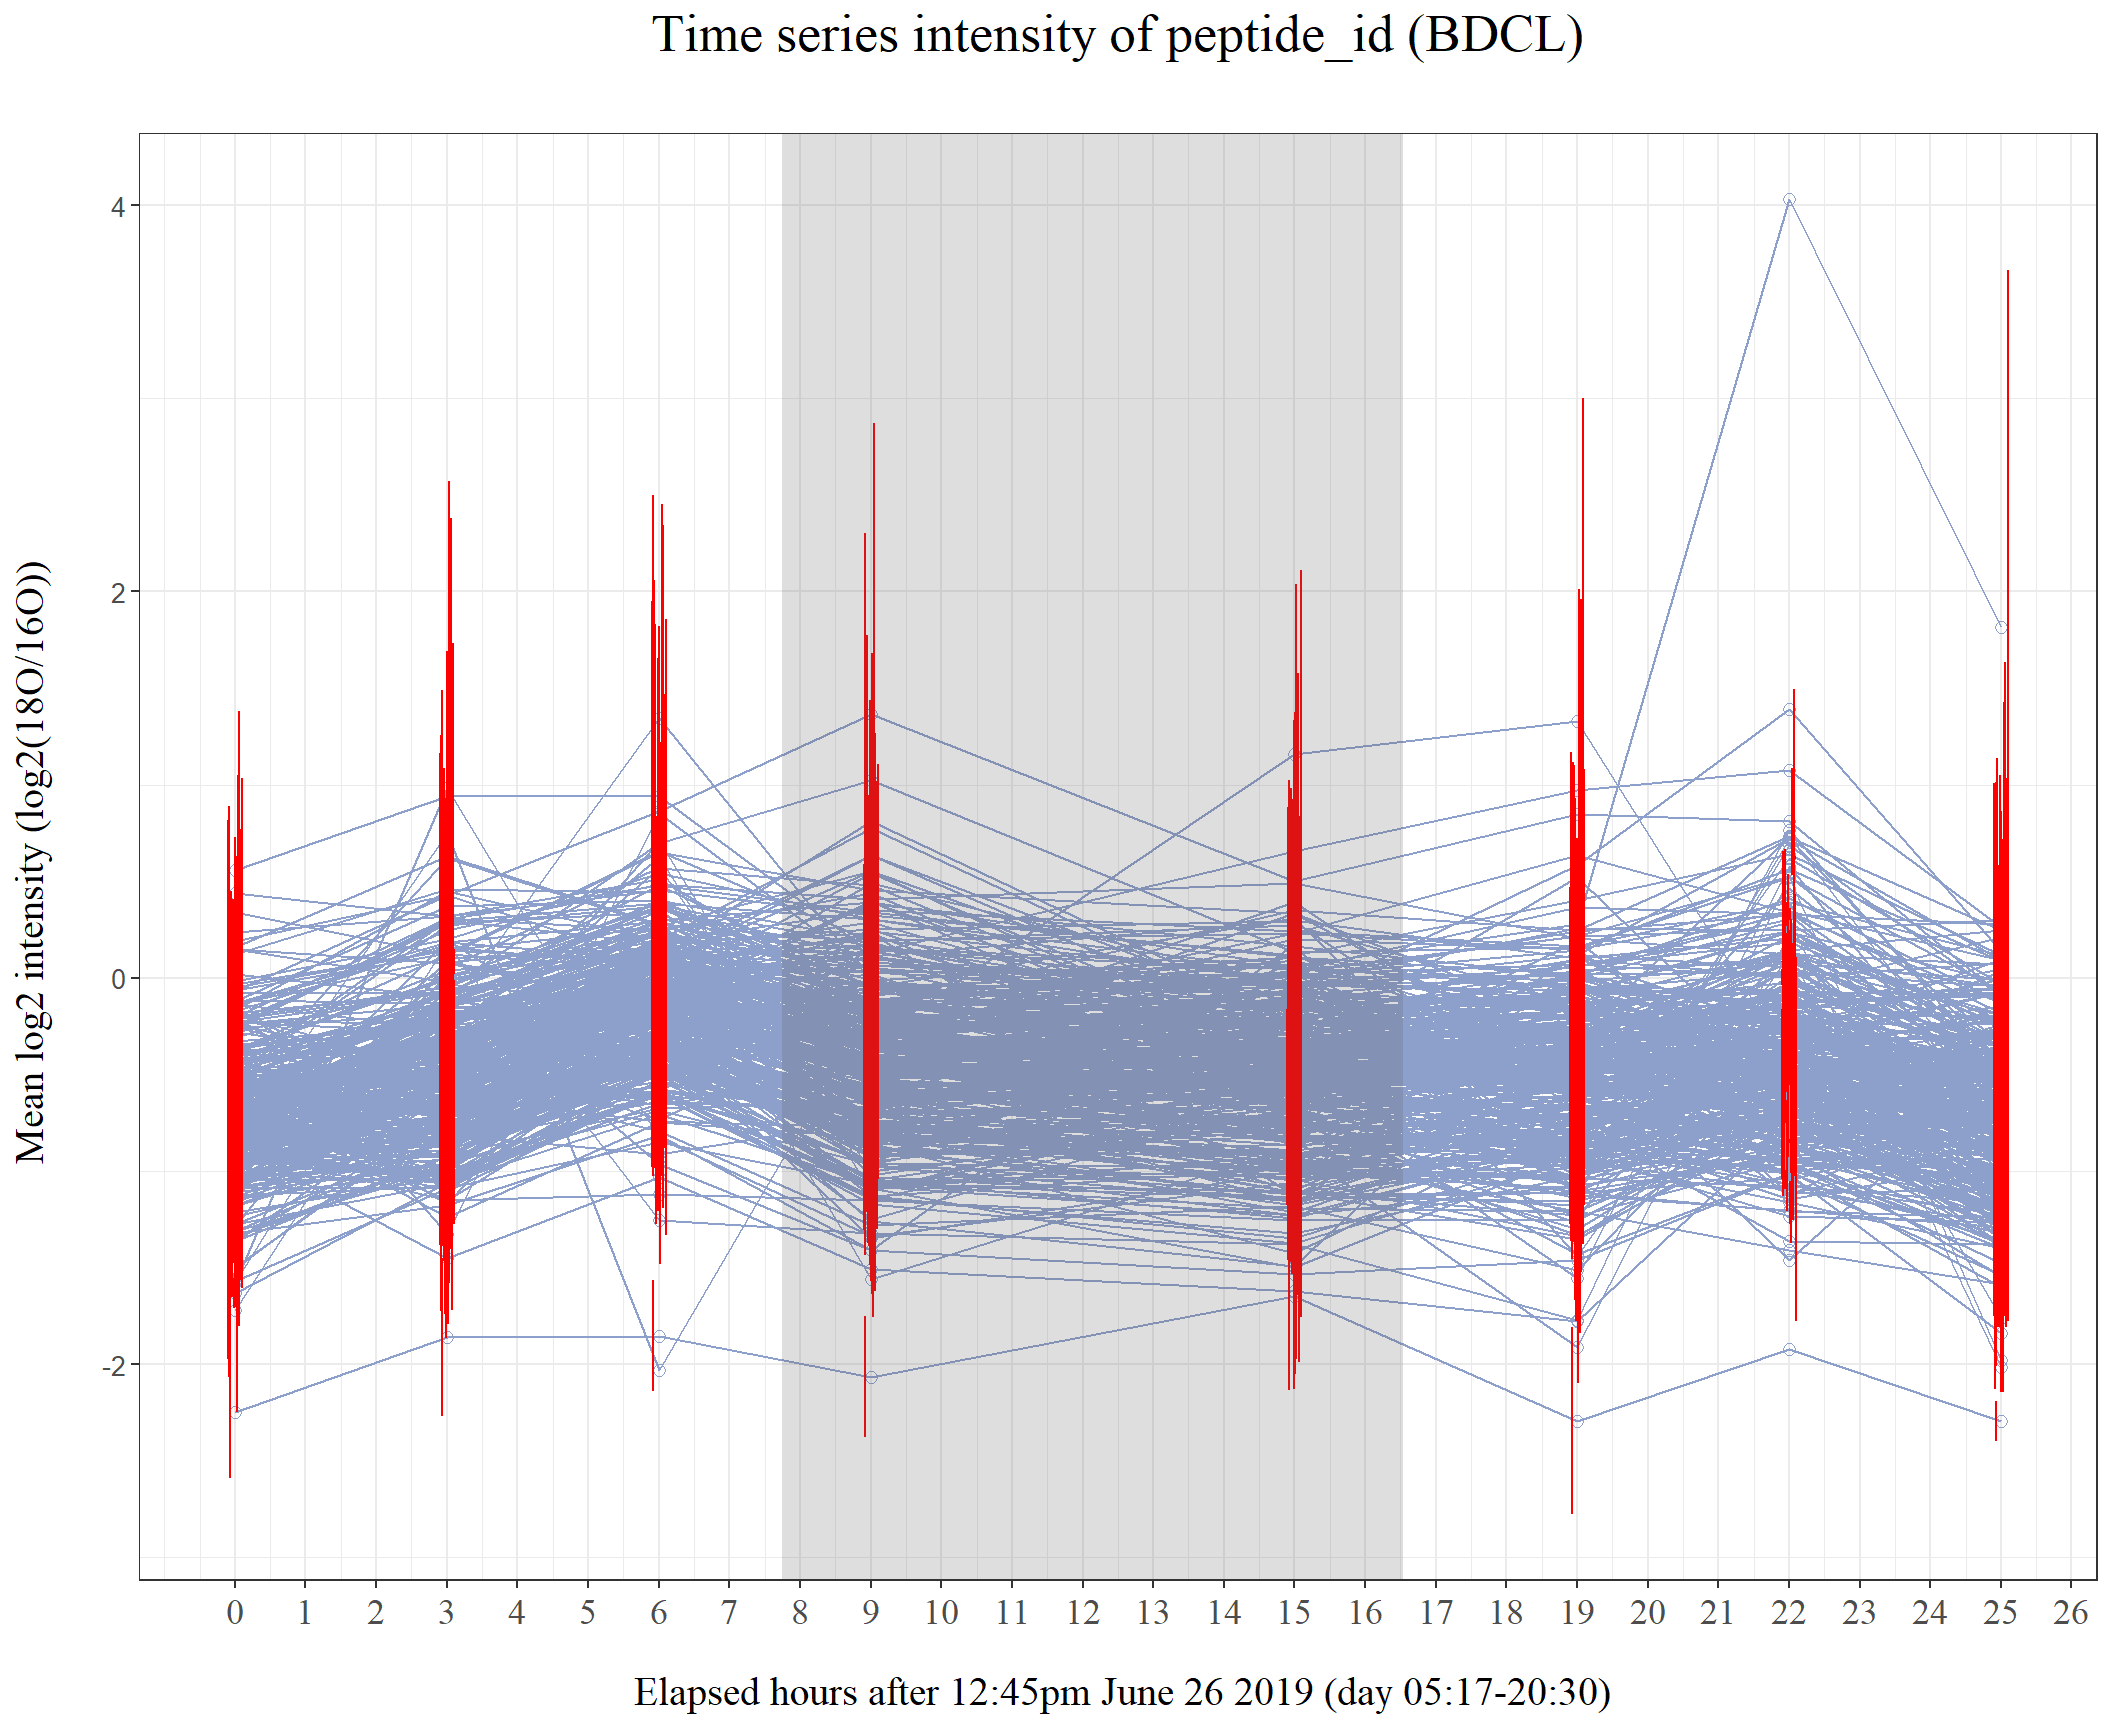 Time series intensity of peptide_id (BDCL)
Mean log2 intensity (log2(18O/16O))
4
2
0
-2
0 1 2 3 4 5 6 7 8 9 10 11 12 13 14 15 16 17 18 19 20 21 22 23 24 25 26
Elapsed hours after 12:45pm June 26 2019 (day 05:17-20:30)